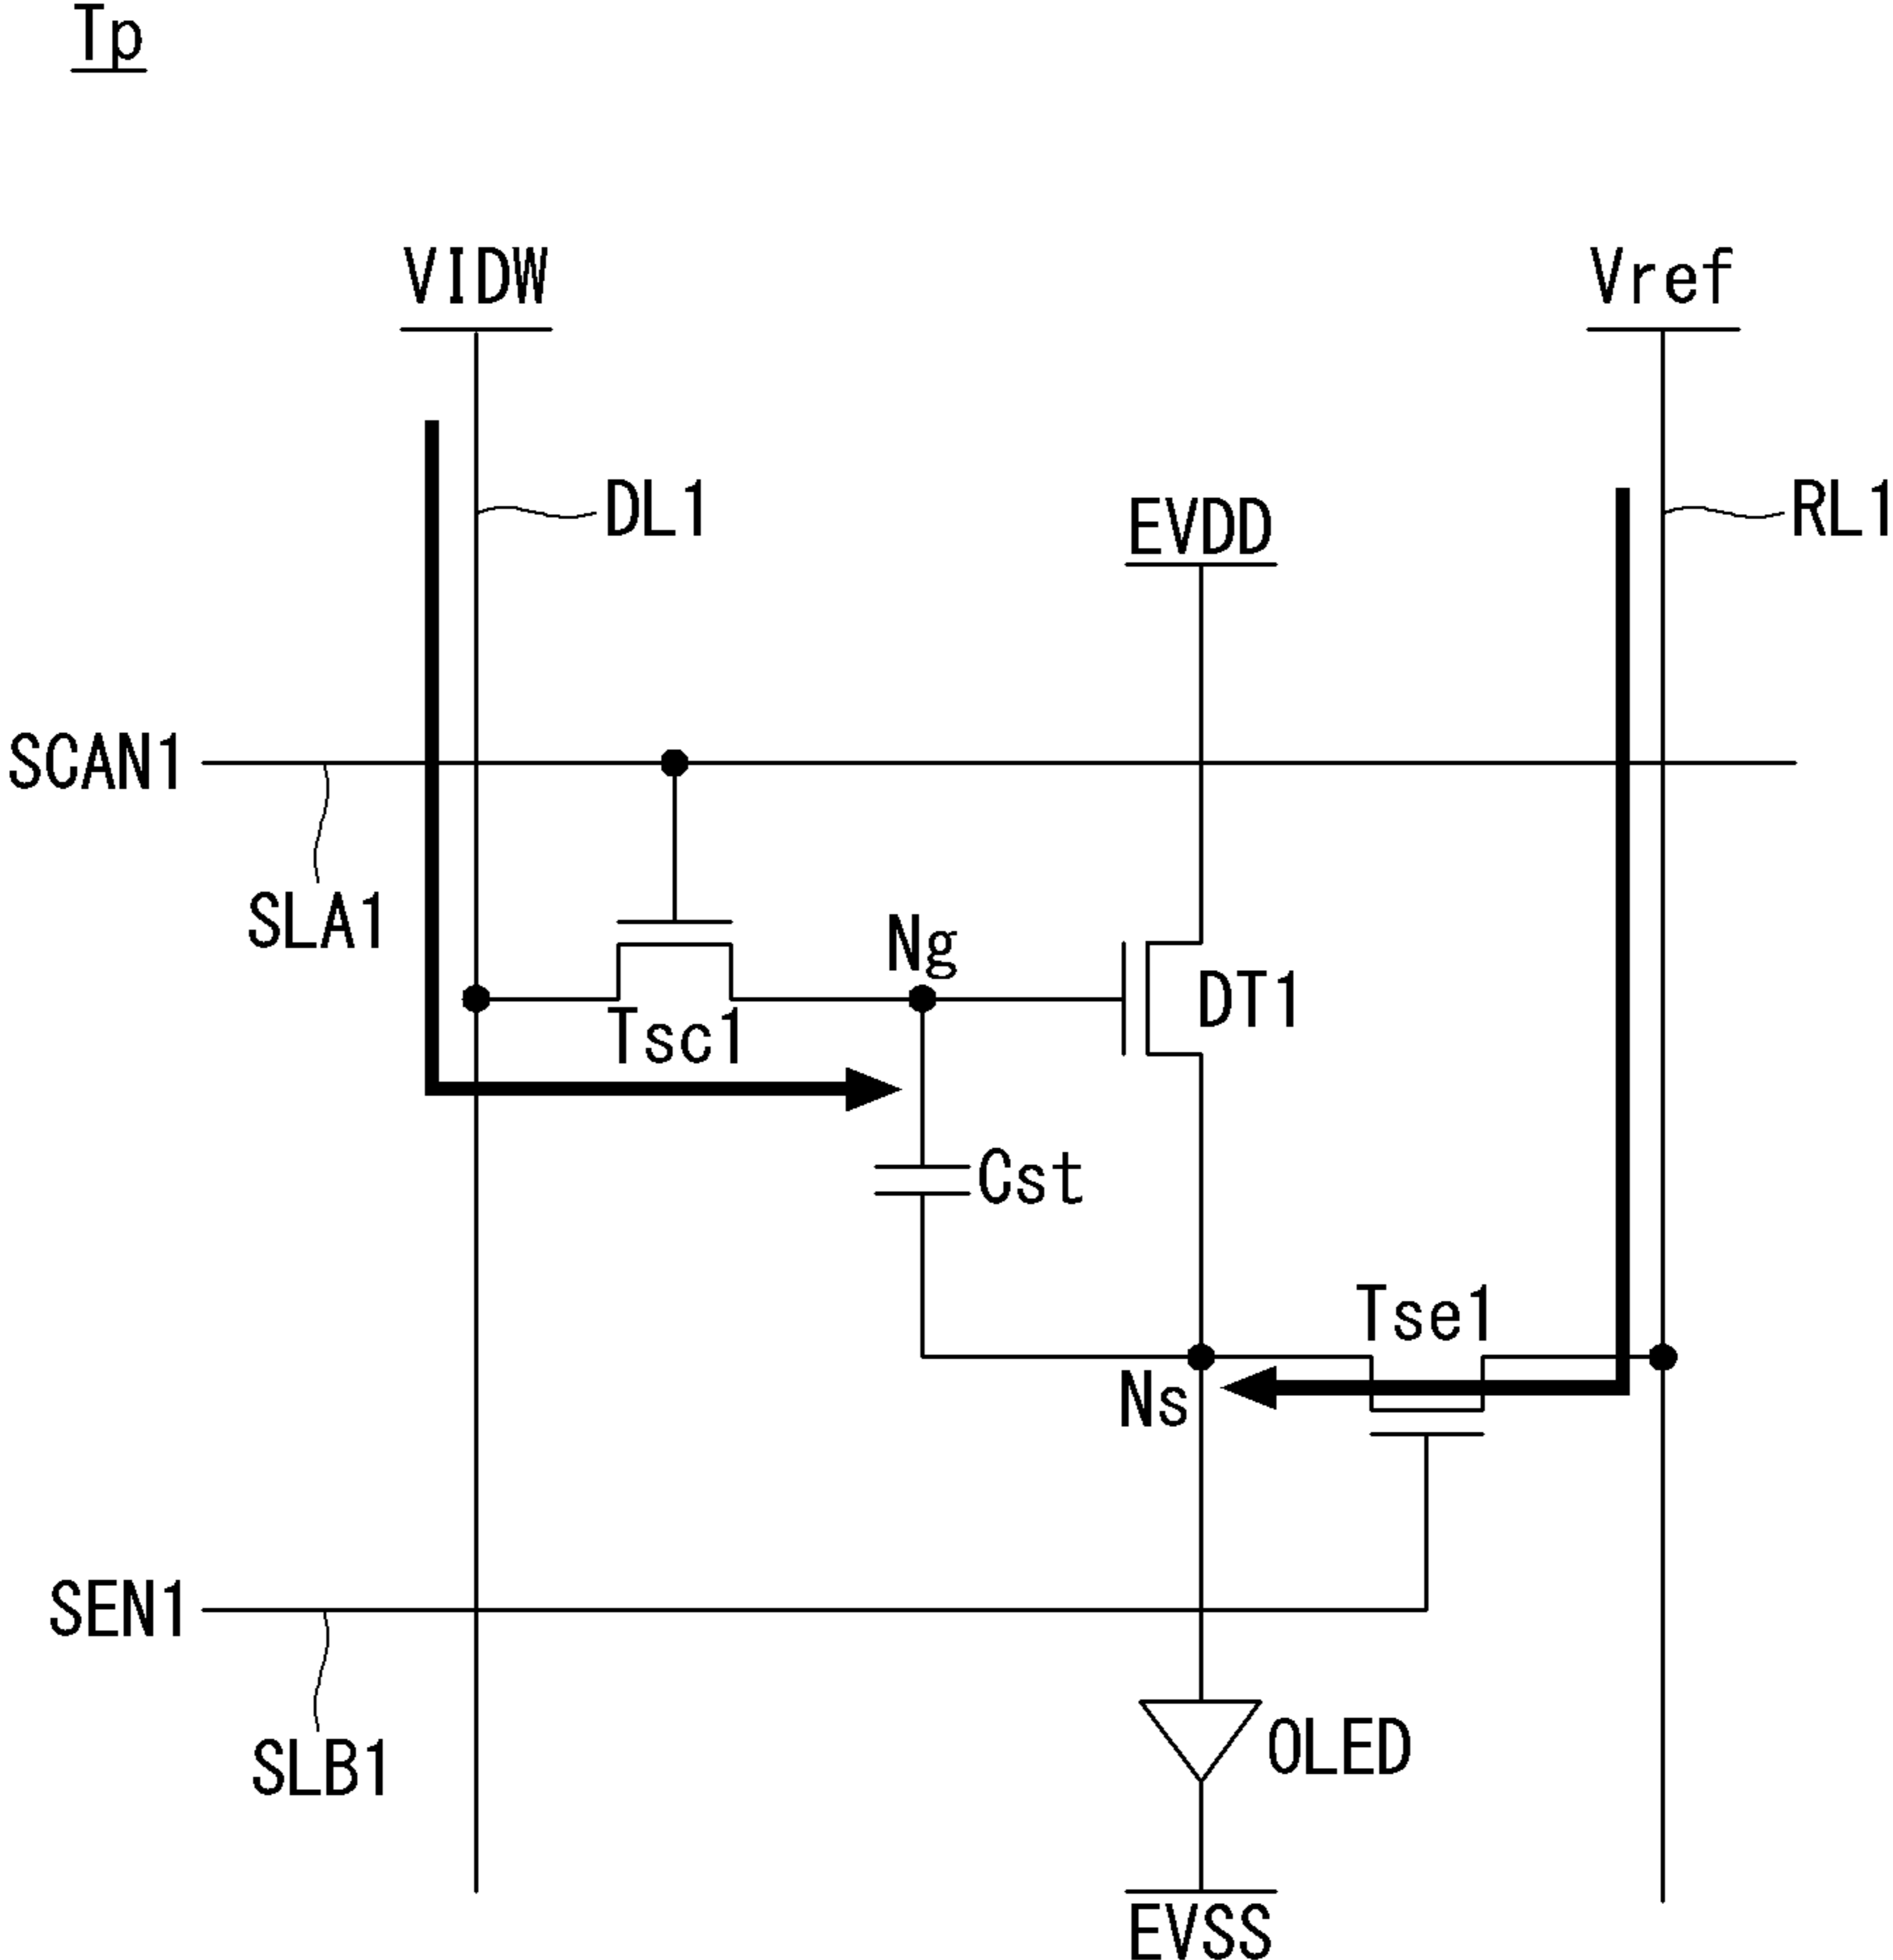 Tp
VIDW
Vref
DL1
EVDD
RL1
SCAN1
SLA1
Ng
DT1
Tsc1
Cst
Tse1
Ns
SEN1
OLED
SLB1
EVSS